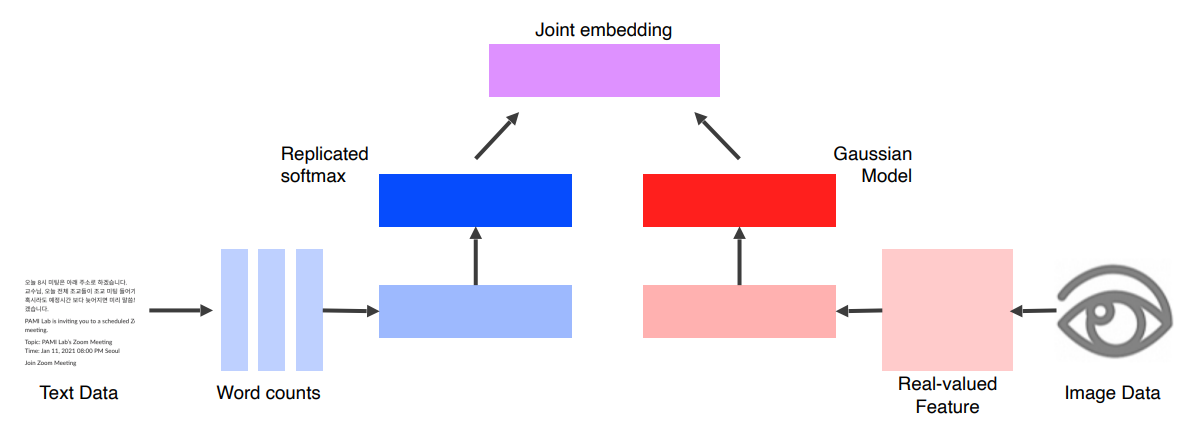 Joint embedding
Replicated
softmax
Gaussian
Model
오늘 8시 미팅은 아래 주소로 하겠습니다.
교수님, 오늘 전체 조교들이 조교 미팅 들어가
혹시라도 예정시간 보다 늦어지면 미리 말씀
겠습니다.
PAMI Lab is inviting you to a scheduled
meeting.
Topic: PAMI Lab's Zoom Meeting
Time: Jan 11, 2021 08:00 PM Seoul
Join Zoom Meeting
Text Data
Word counts
Real-valued
Feature
Image Data